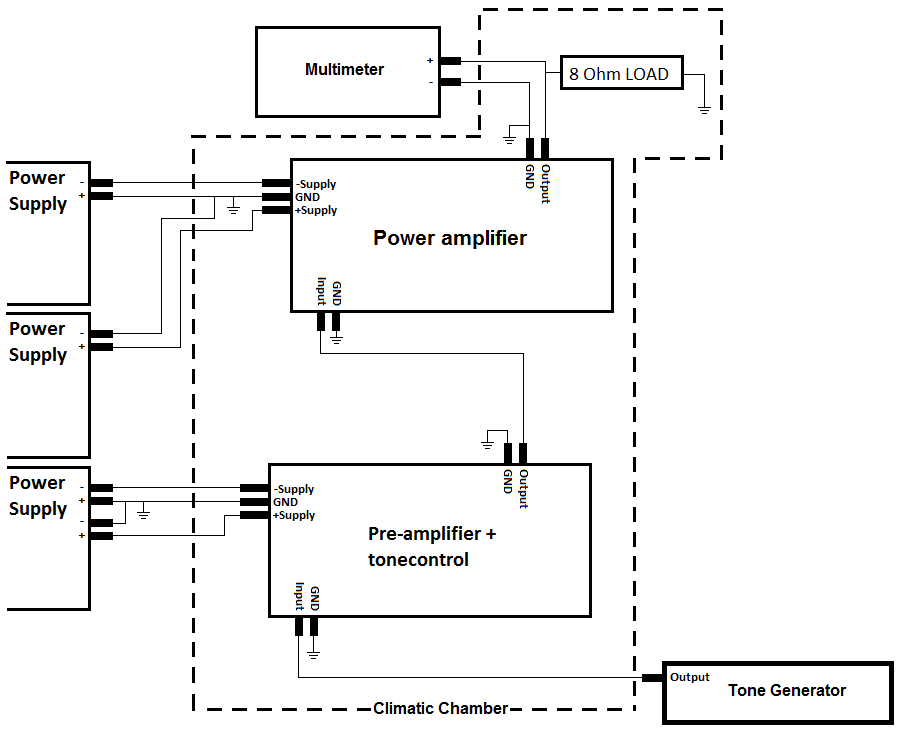 Multimeter
+
-
8 Ohm LOAD
Power
Supply
-
+
-Supply
GND
+Supply
GND
Output
Power amplifier
Input
GND
Power
Supply
-
+
Power
Supply
-
+
-
+
-Supply
GND
+Supply
GND
Output
Pre-amplifier +
tonecontrol
Input
GND
Output
Tone Generator
Climatic Chamber